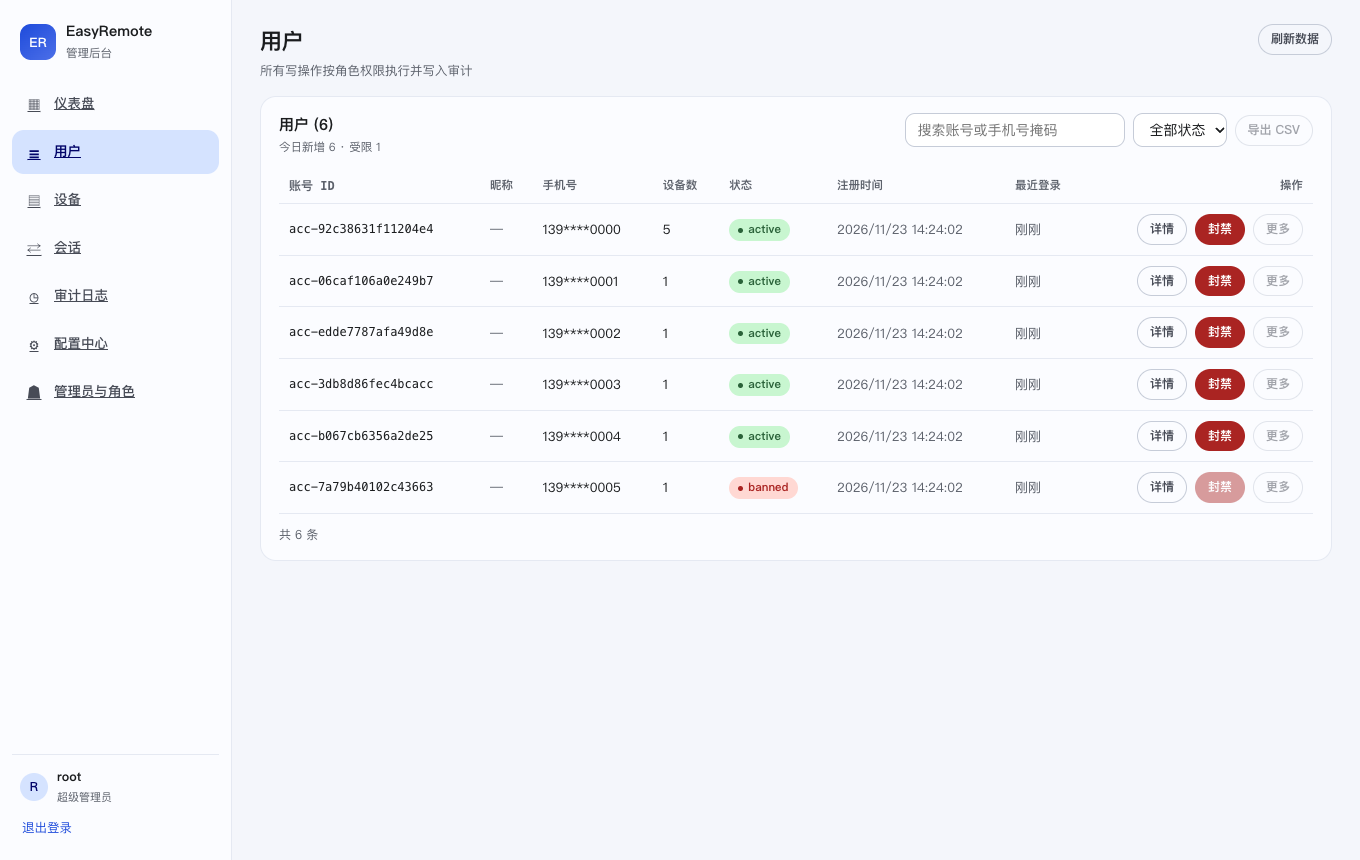 ER
EasyRemote
管理后台
仪表盘
用户
设备
会话
审计日志
配置中心
管理员与角色
R
root
超级管理员
退出登录
用户
所有写操作按角色权限执行并写入审计
刷新数据
用户 (6)
今日新增 6 · 受限 1
搜索账号或手机号掩码
全部状态
导出 CSV
账号 ID 昵称 手机号 设备数 状态 注册时间 最近登录 操作
acc-92c38631f11204e4 — 139****0000 5 active 2026/11/23 14:24:02 刚刚 详情 封禁 更多
acc-06caf106a0e249b7 — 139****0001 1 active 2026/11/23 14:24:02 刚刚 详情 封禁 更多
acc-edde7787afa49d8e — 139****0002 1 active 2026/11/23 14:24:02 刚刚 详情 封禁 更多
acc-3db8d86fec4bcacc — 139****0003 1 active 2026/11/23 14:24:02 刚刚 详情 封禁 更多
acc-b067cb6356a2de25 — 139****0004 1 active 2026/11/23 14:24:02 刚刚 详情 封禁 更多
acc-7a79b40102c43663 — 139****0005 1 banned 2026/11/23 14:24:02 刚刚 详情 封禁 更多
共 6 条